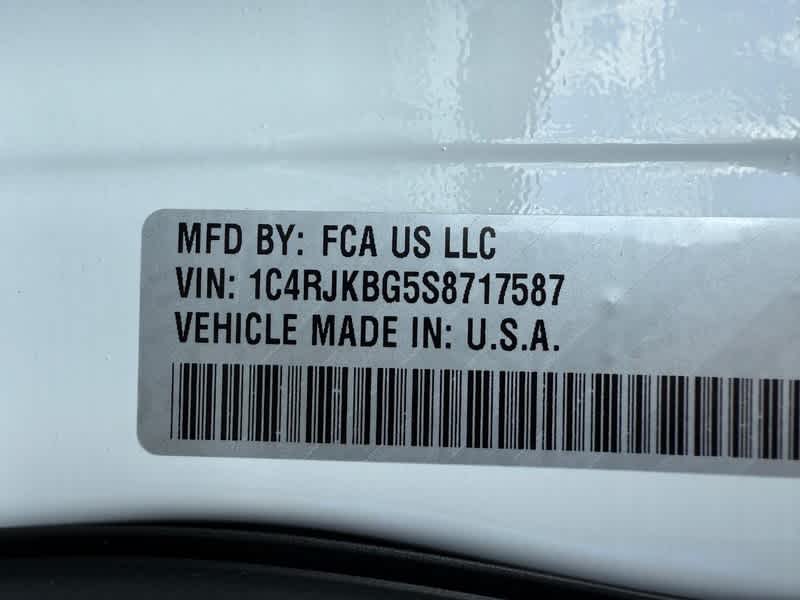 MFD BY: FCA US LLC
VIN: 1C4RJKBG5S8717587
VEHICLE MADE IN: U.S.A.